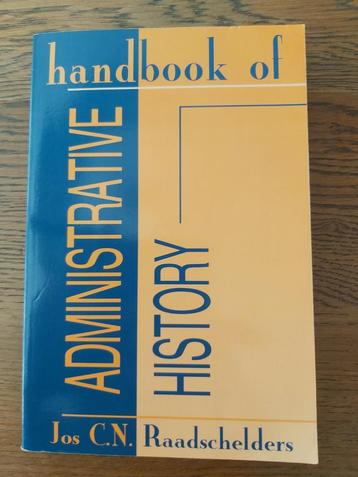 handbook of
ADMINISTRATIVE
HISTORY
Jos C.N. Raadschelders